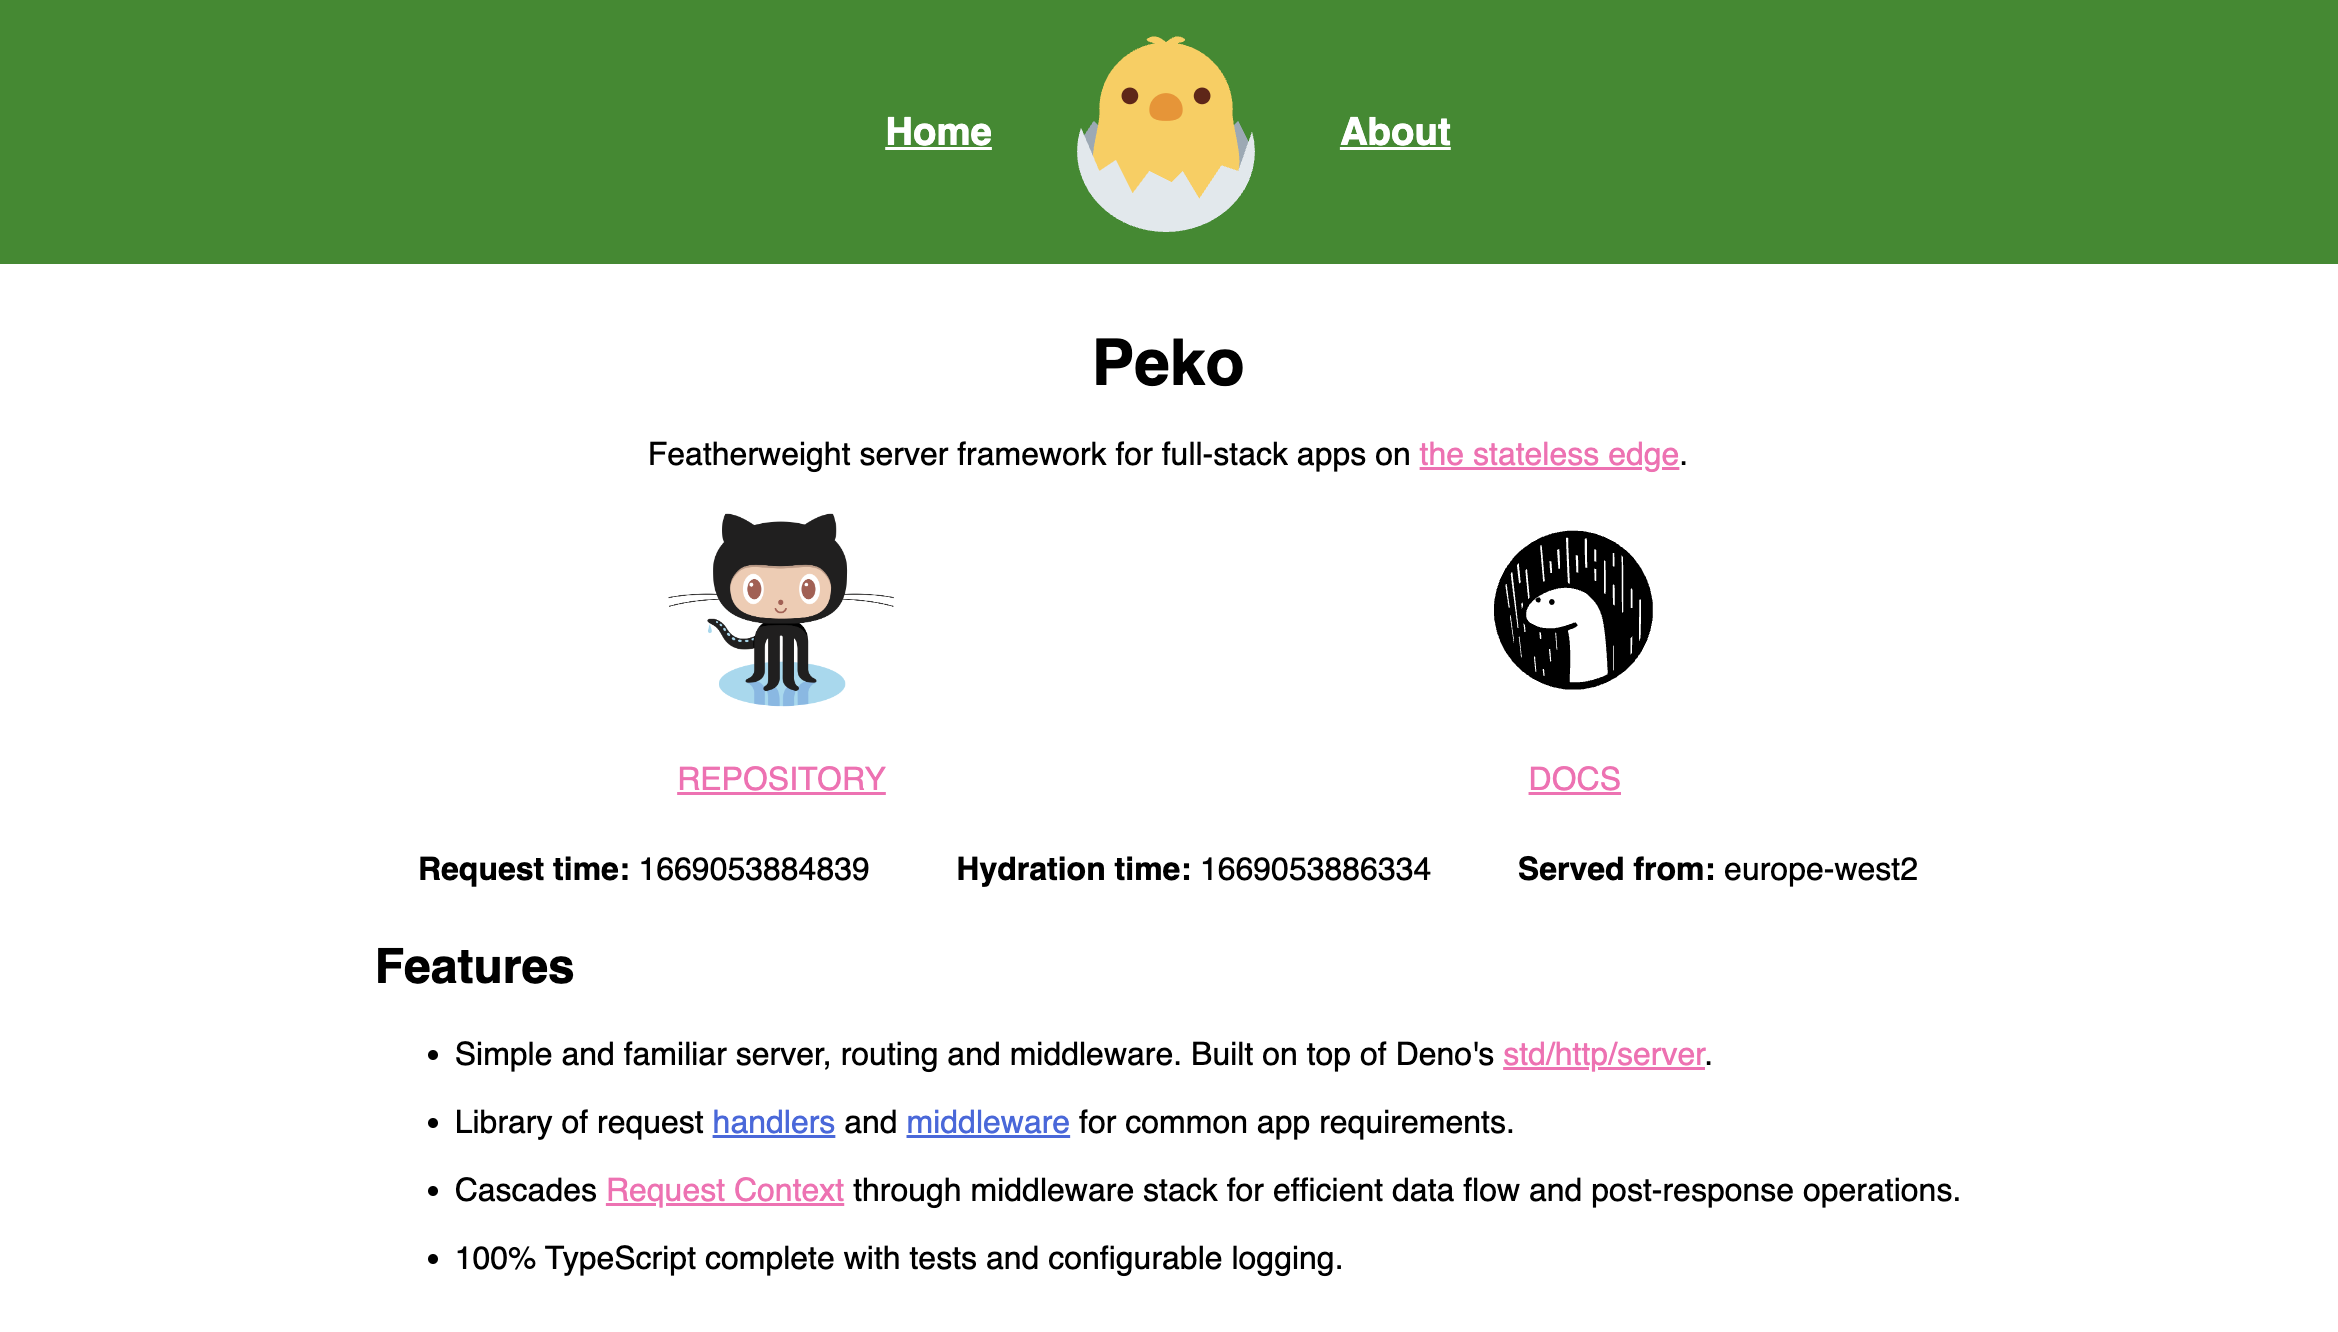 Home
About
Peko
Featherweight server framework for full-stack apps on the stateless edge.
REPOSITORY
DOCS
Request time: 1669053884839
Hydration time: 1669053886334
Served from: europe-west2
Features
• Simple and familiar server, routing and middleware. Built on top of Deno's std/http/server.
• Library of request handlers and middleware for common app requirements.
• Cascades Request Context through middleware stack for efficient data flow and post-response operations.
• 100% TypeScript complete with tests and configurable logging.